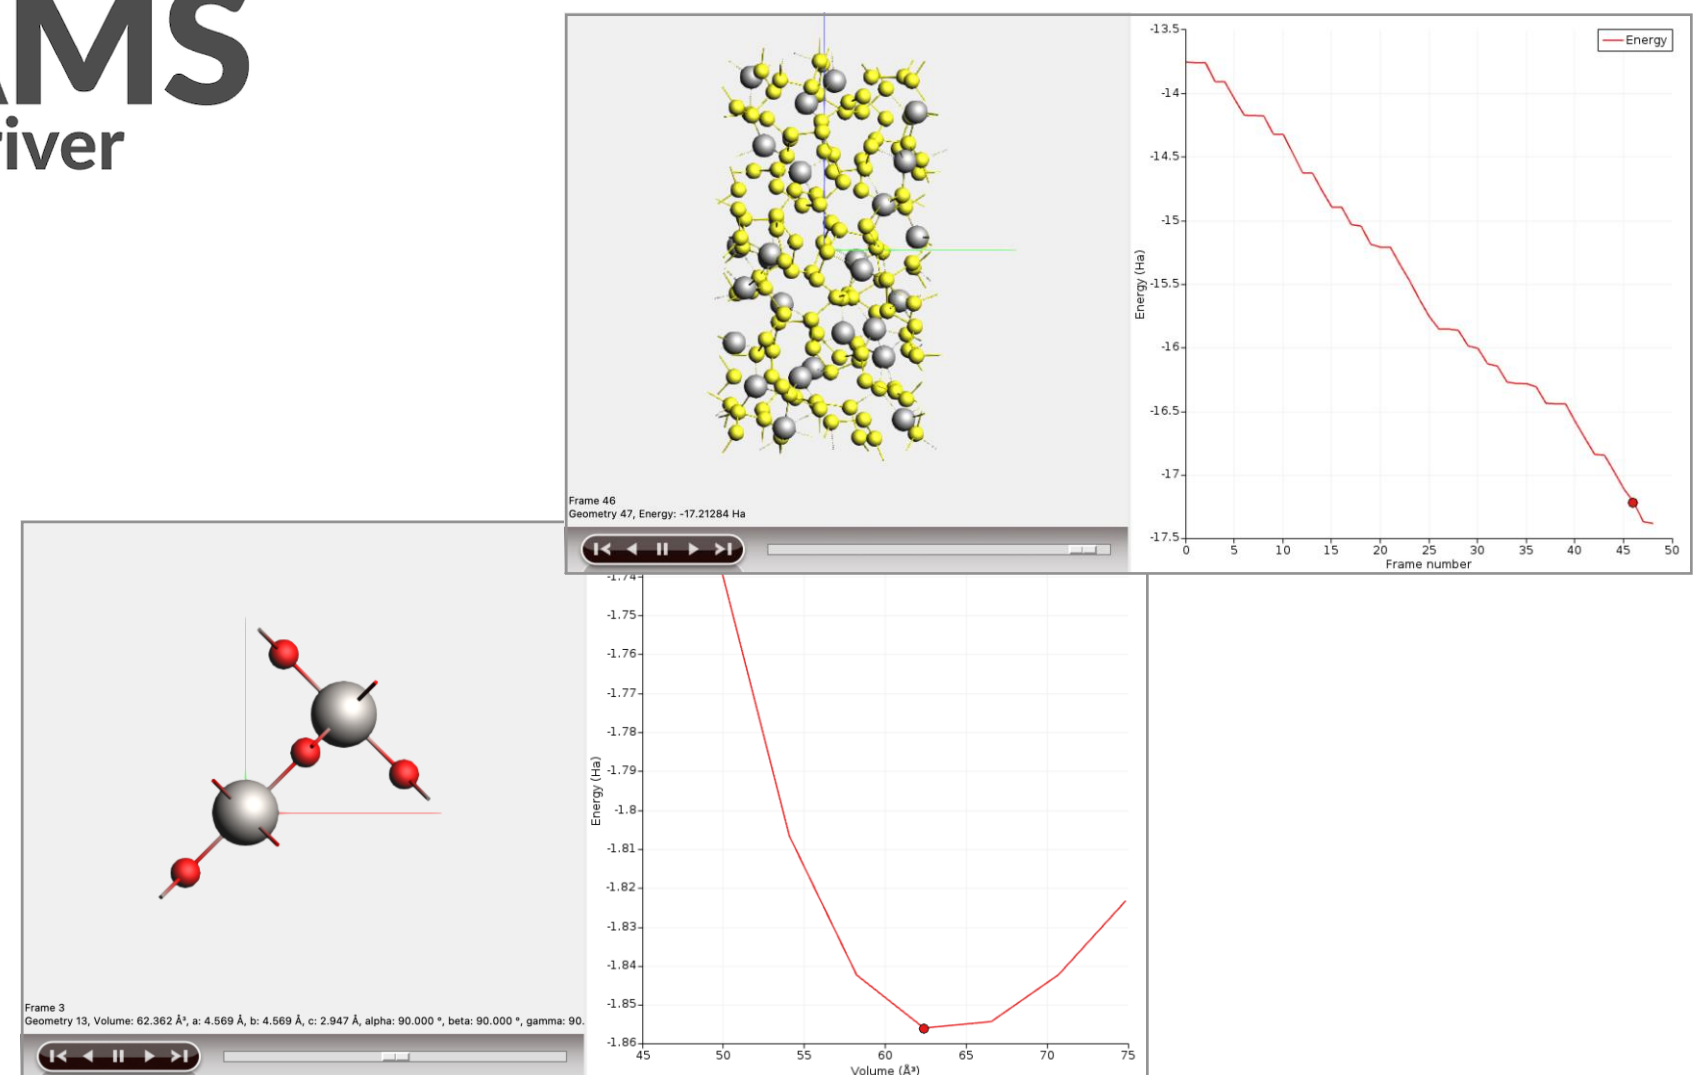 AMS
river
Frame 46
Geometry 47, Energy: -17.21284 Ha
-13.5
-14
-14.5
-15
-15.5
-16
-16.5
-17
-17.5
Energy (Ha)
Energy
0 5 10 15 20 25 30 35 40 45 50
Frame number
Frame 3
Geometry 13, Volume: 62.362 Å³, a: 4.569 Å, b: 4.569 Å, c: 2.947 Å, alpha: 90.000 °, beta: 90.000 °, gamma: 90.
-1.74
-1.75
-1.76
-1.77
-1.78
-1.79
-1.8
-1.81
-1.82
-1.83
-1.84
-1.85
-1.86
Energy (Ha)
45 50 55 60 65 70 75
Volume (Å³)